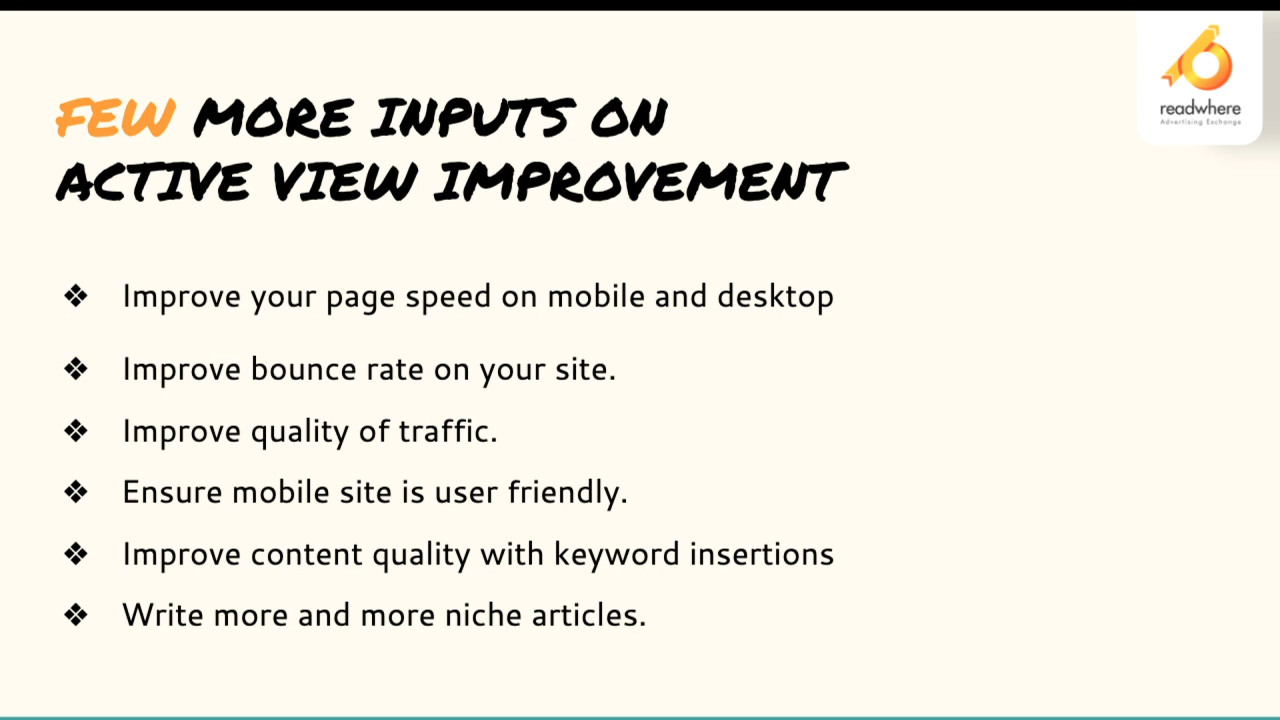 FEW MORE INPUTS ON
ACTIVE VIEW IMPROVEMENT
readwhere
Advertising Exchange
❖ Improve your page speed on mobile and desktop
❖ Improve bounce rate on your site.
❖ Improve quality of traffic.
❖ Ensure mobile site is user friendly.
❖ Improve content quality with keyword insertions
❖ Write more and more niche articles.